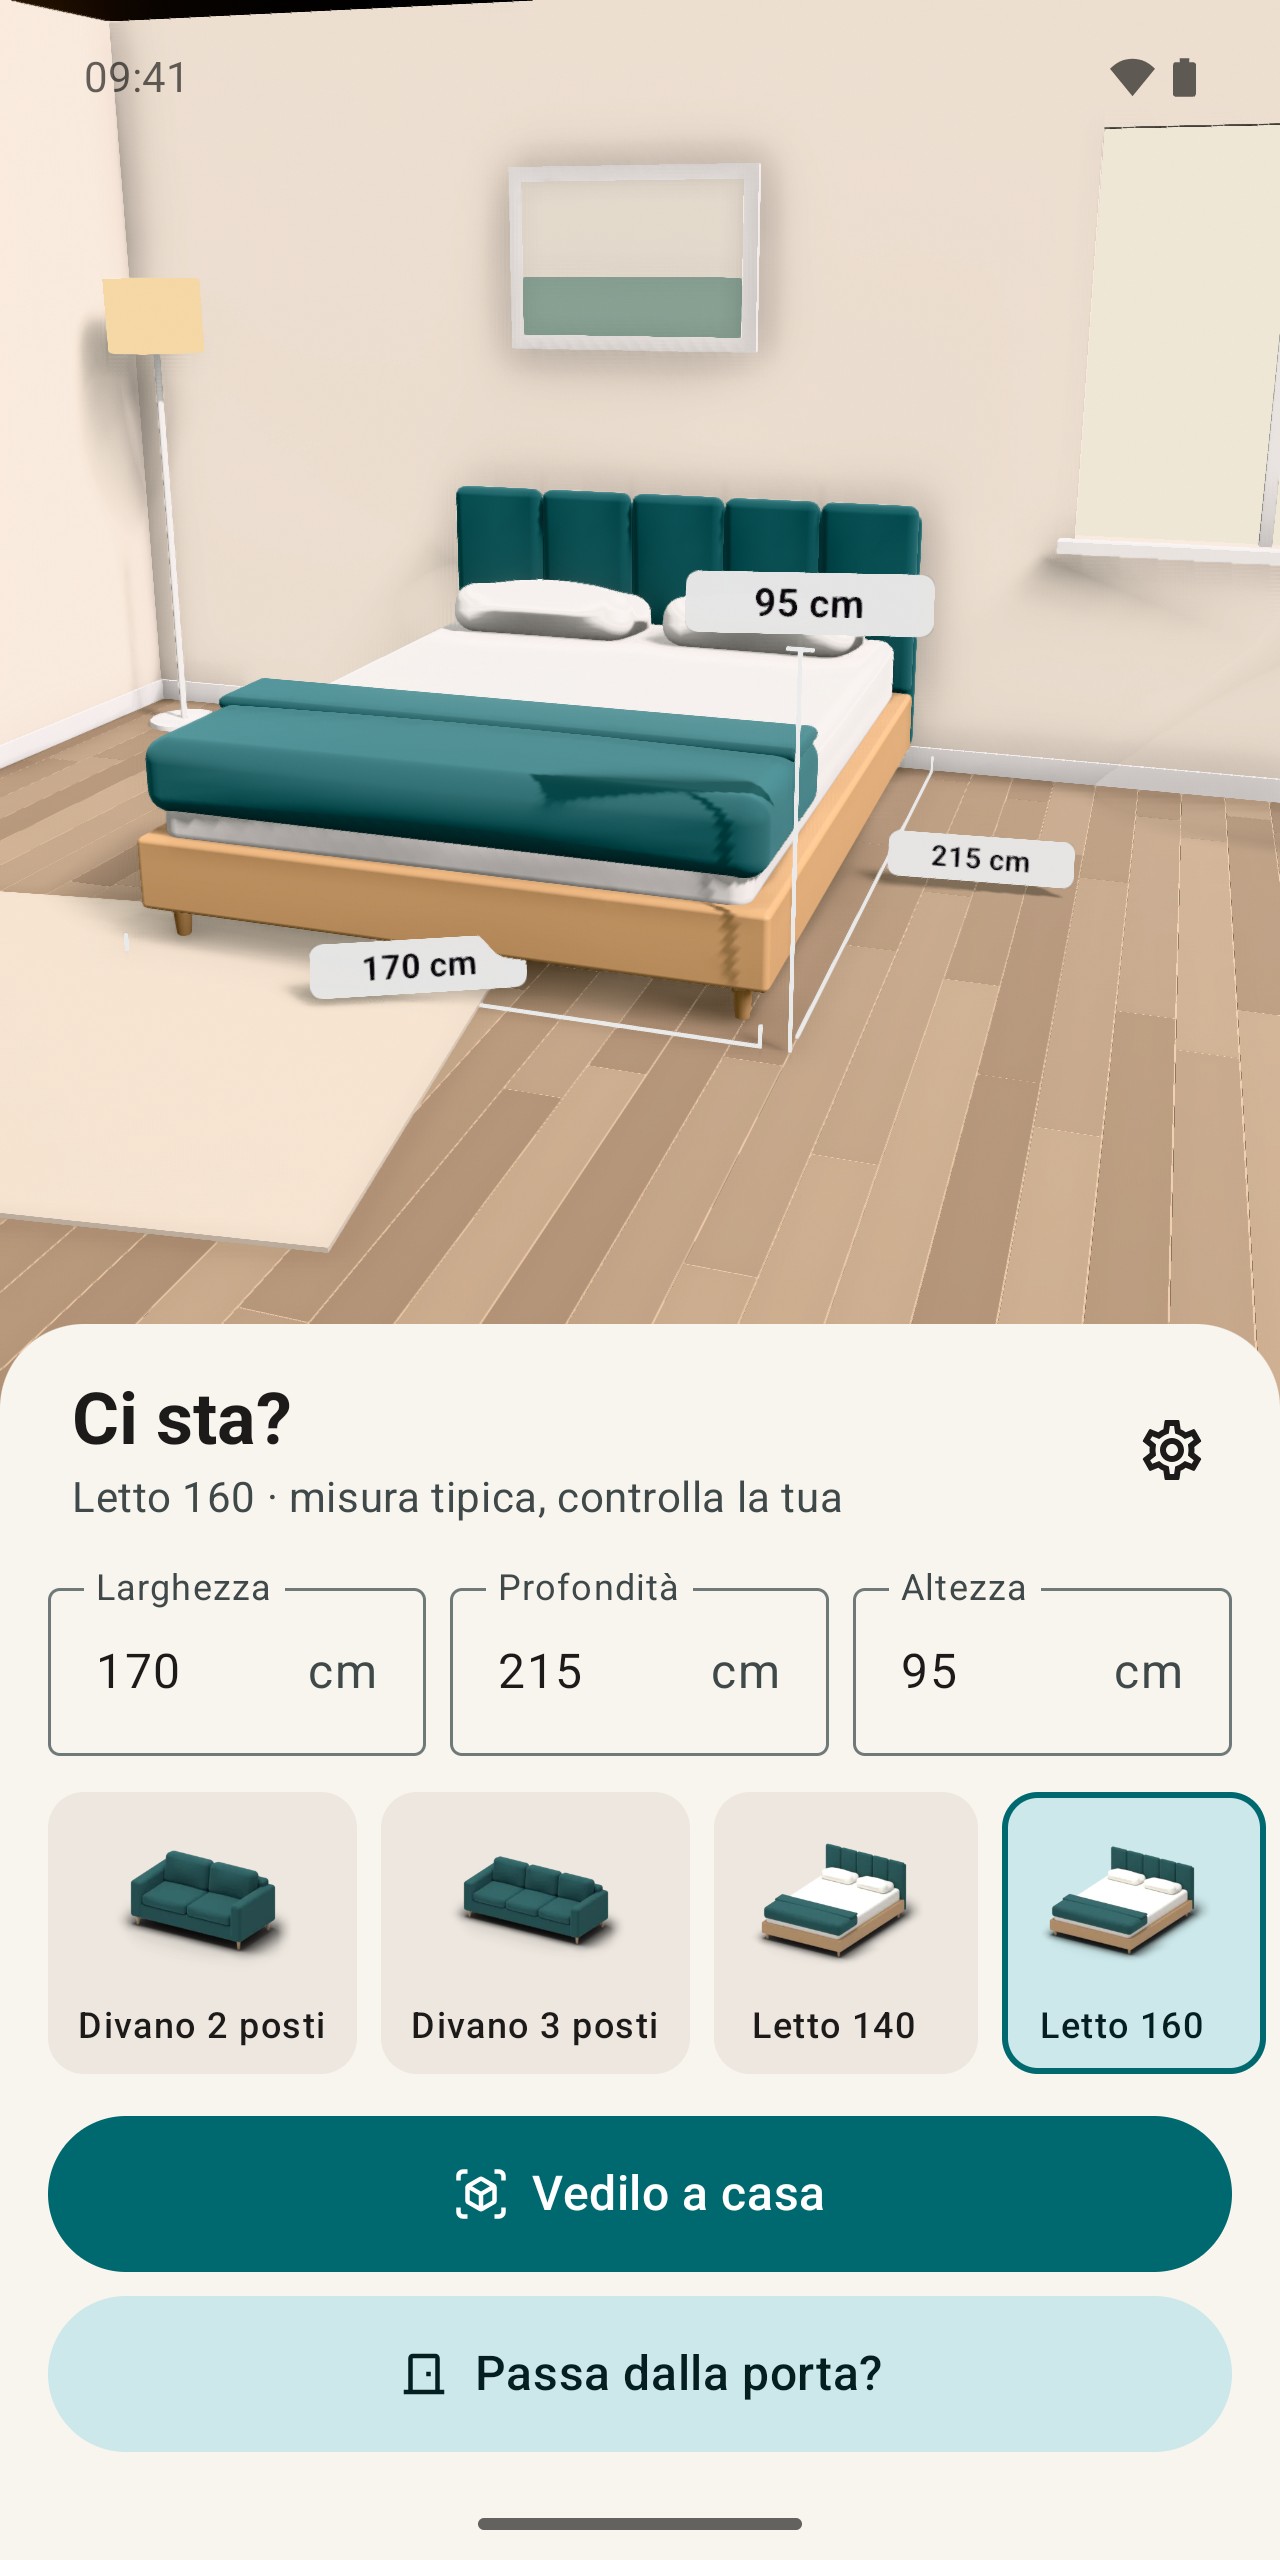 09:41
95 cm
215 cm
170 cm
Ci sta?
Letto 160 · misura tipica, controlla la tua
Larghezza
Profondità
Altezza
170 cm
215 cm
95 cm
Divano 2 posti
Divano 3 posti
Letto 140
Letto 160
Vedilo a casa
Passa dalla porta?